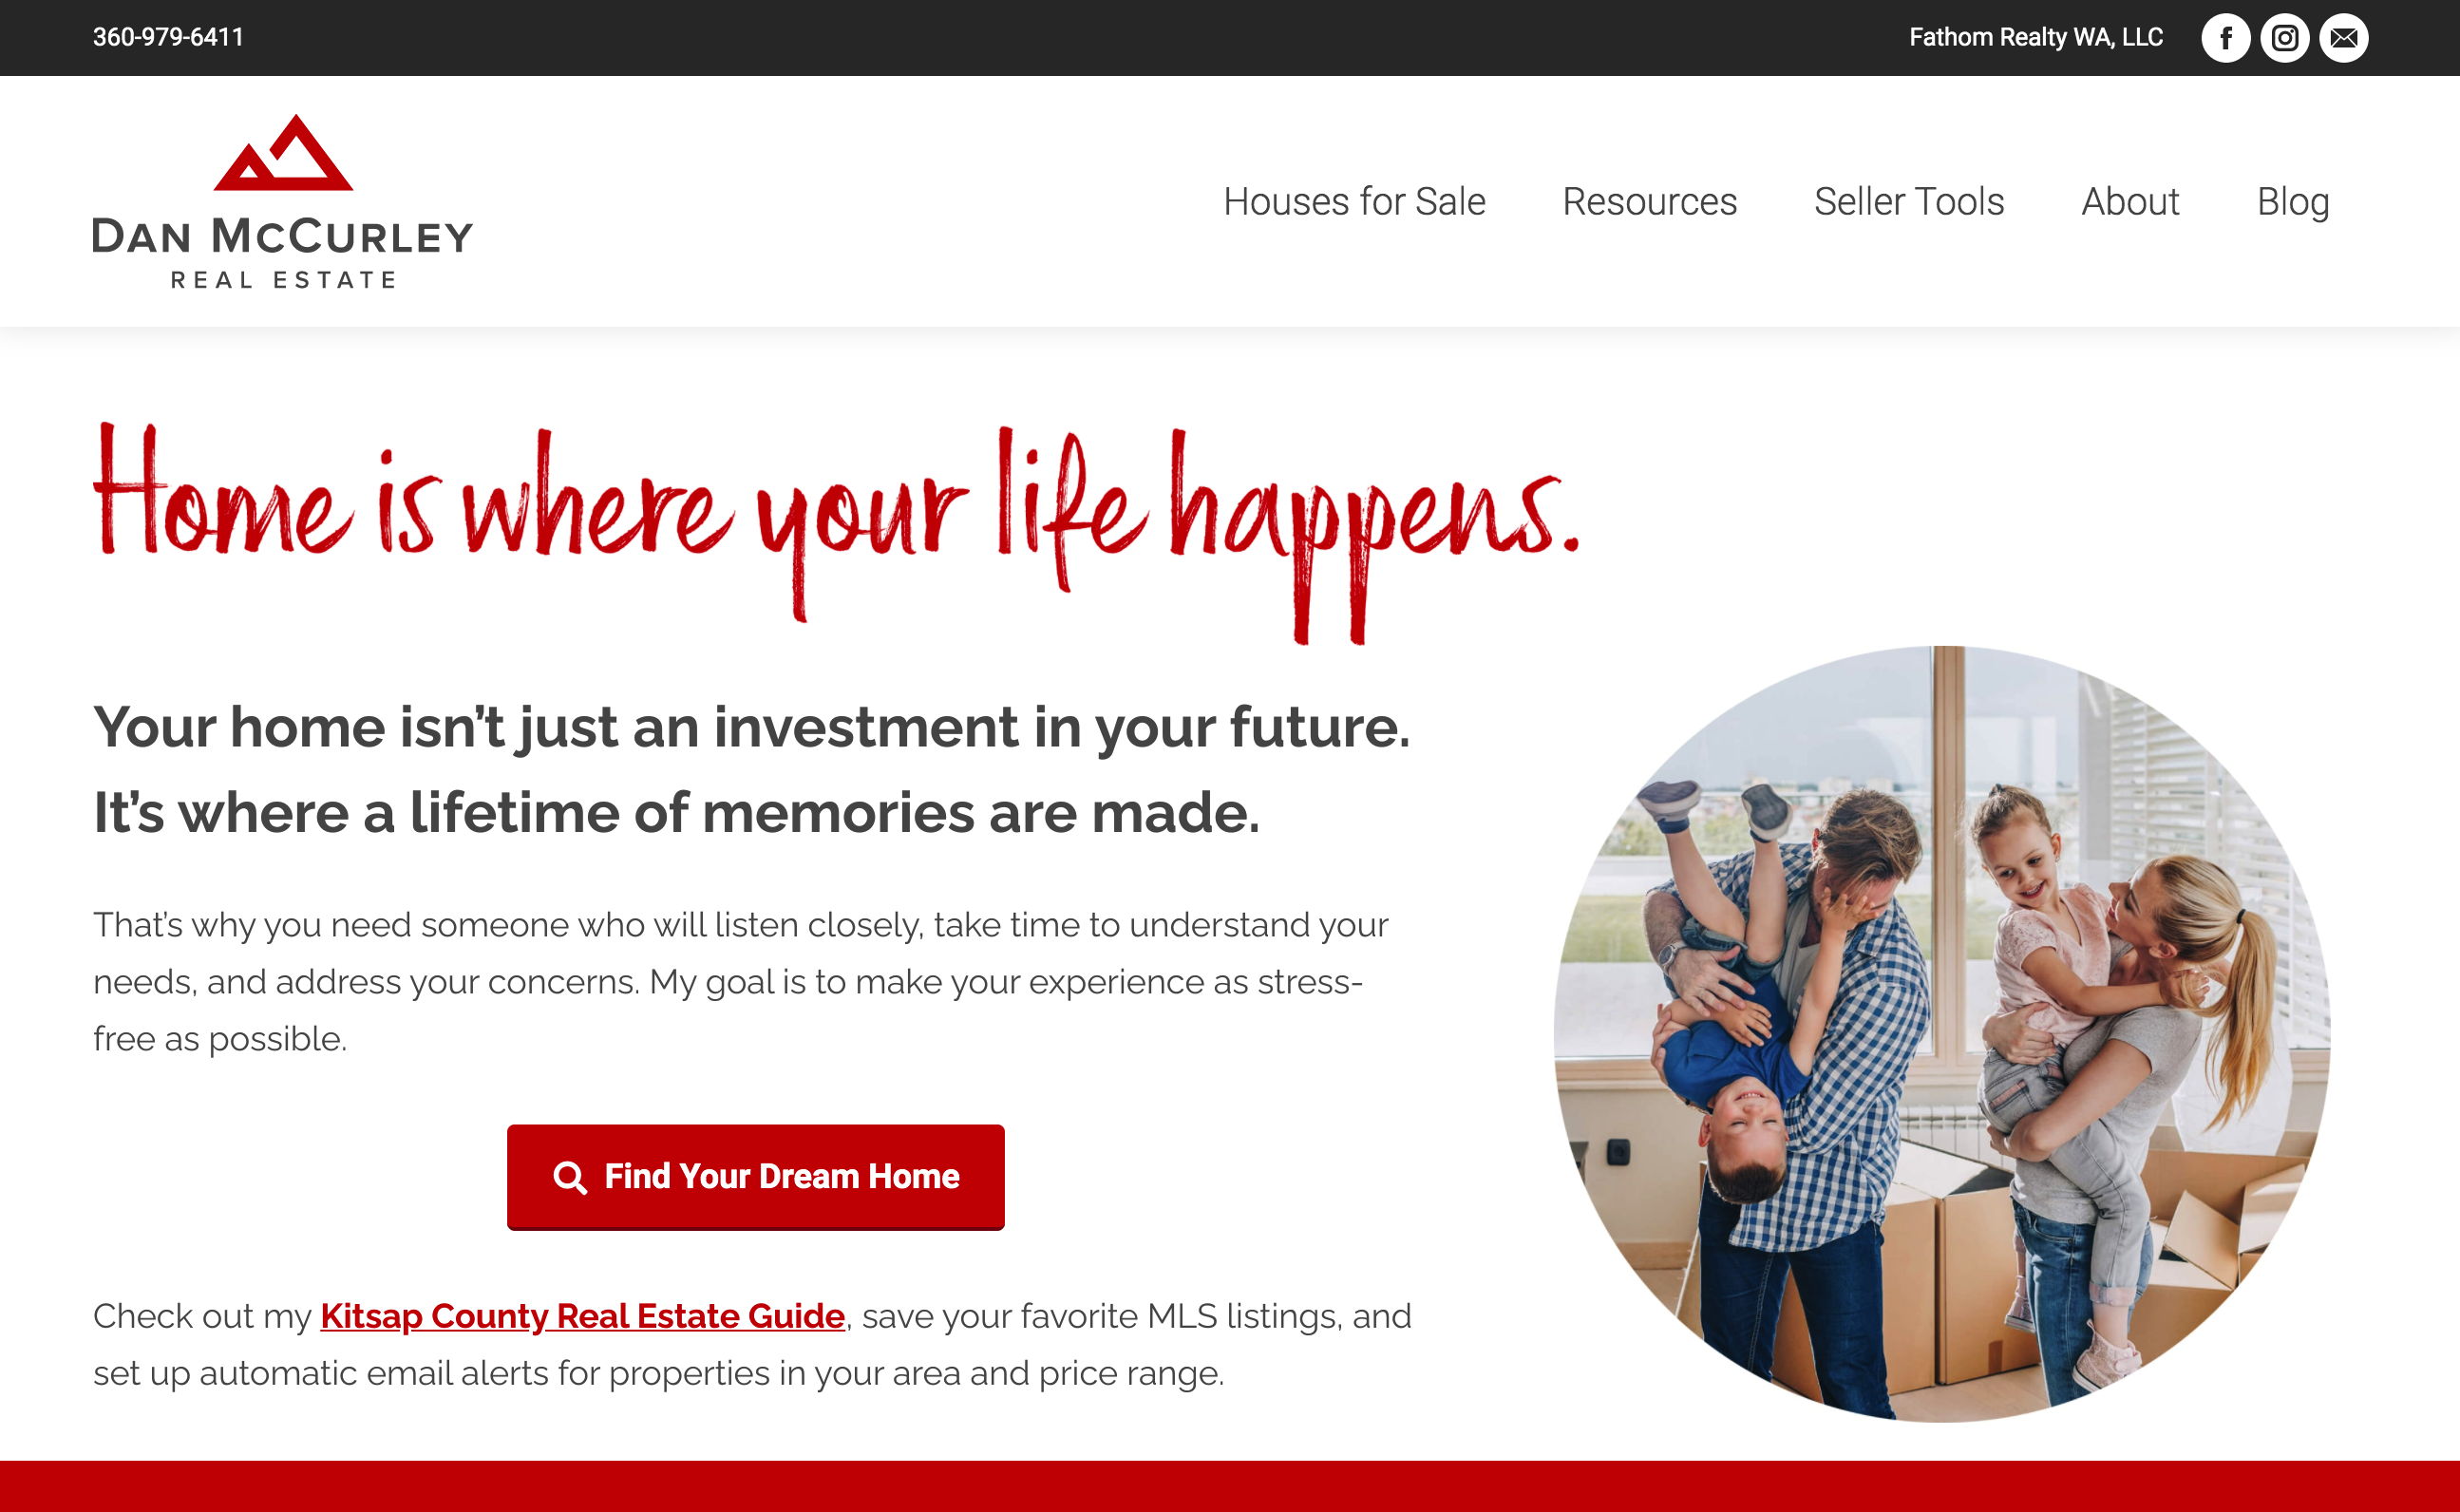 360-979-6411
Fathom Realty WA, LLC
DAN MCCURLEY
REAL ESTATE
Houses for Sale
Resources
Seller Tools
About
Blog
Home is where your life happens.
Your home isn’t just an investment in your future.
It’s where a lifetime of memories are made.
That’s why you need someone who will listen closely, take time to understand your
needs, and address your concerns. My goal is to make your experience as stress-
free as possible.
Find Your Dream Home
Check out my Kitsap County Real Estate Guide, save your favorite MLS listings, and
set up automatic email alerts for properties in your area and price range.